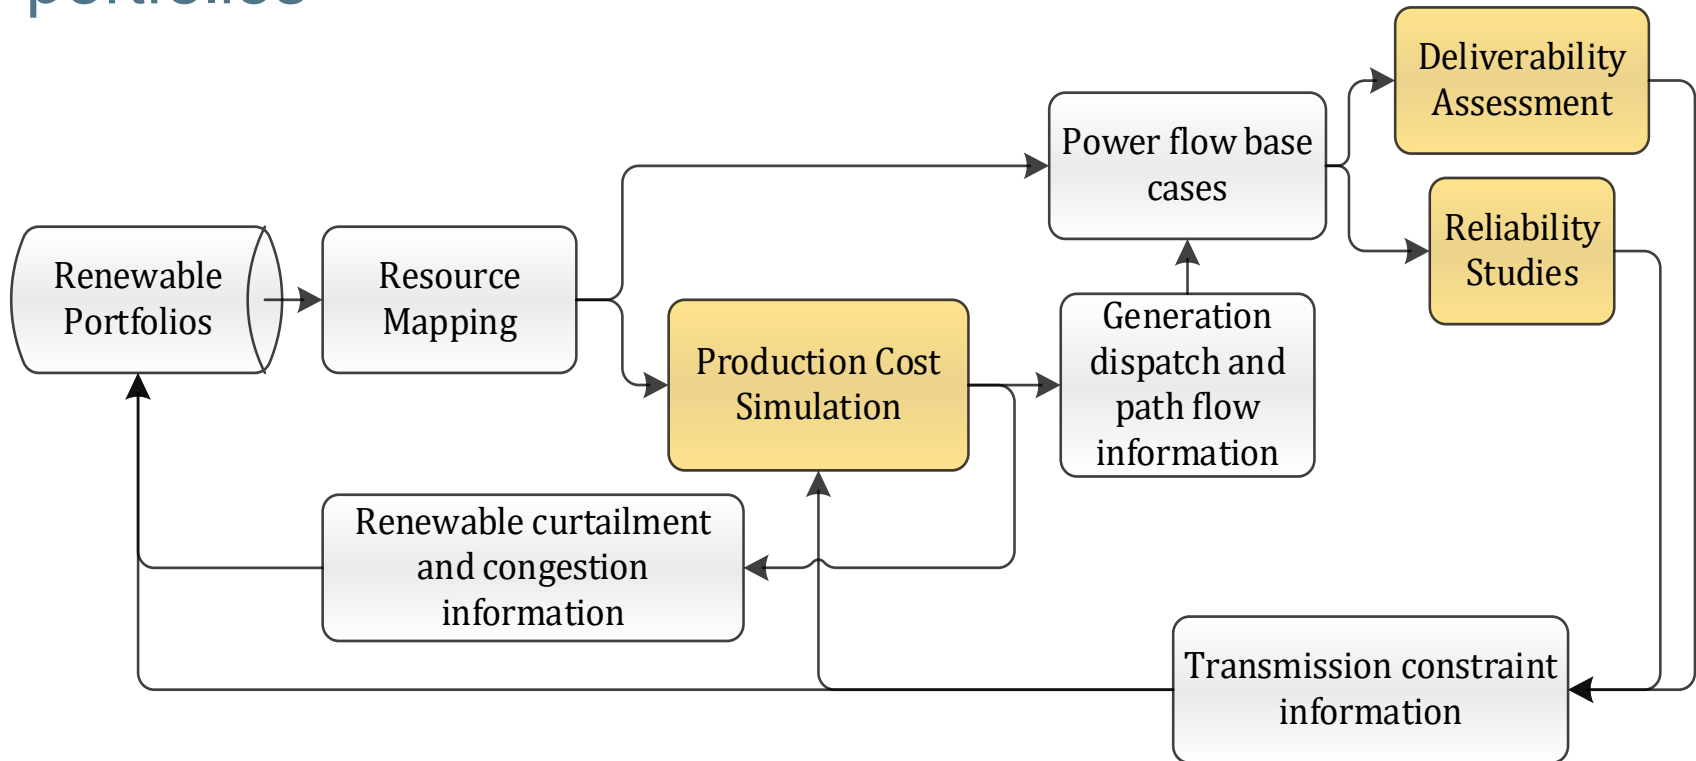 portfolios
Deliverability
Assessment
Power flow base
cases
Reliability
Studies
Renewable
Portfolios
Resource
Mapping
Production Cost
Simulation
Generation
dispatch and
path flow
information
Renewable curtailment
and congestion
information
Transmission constraint
information